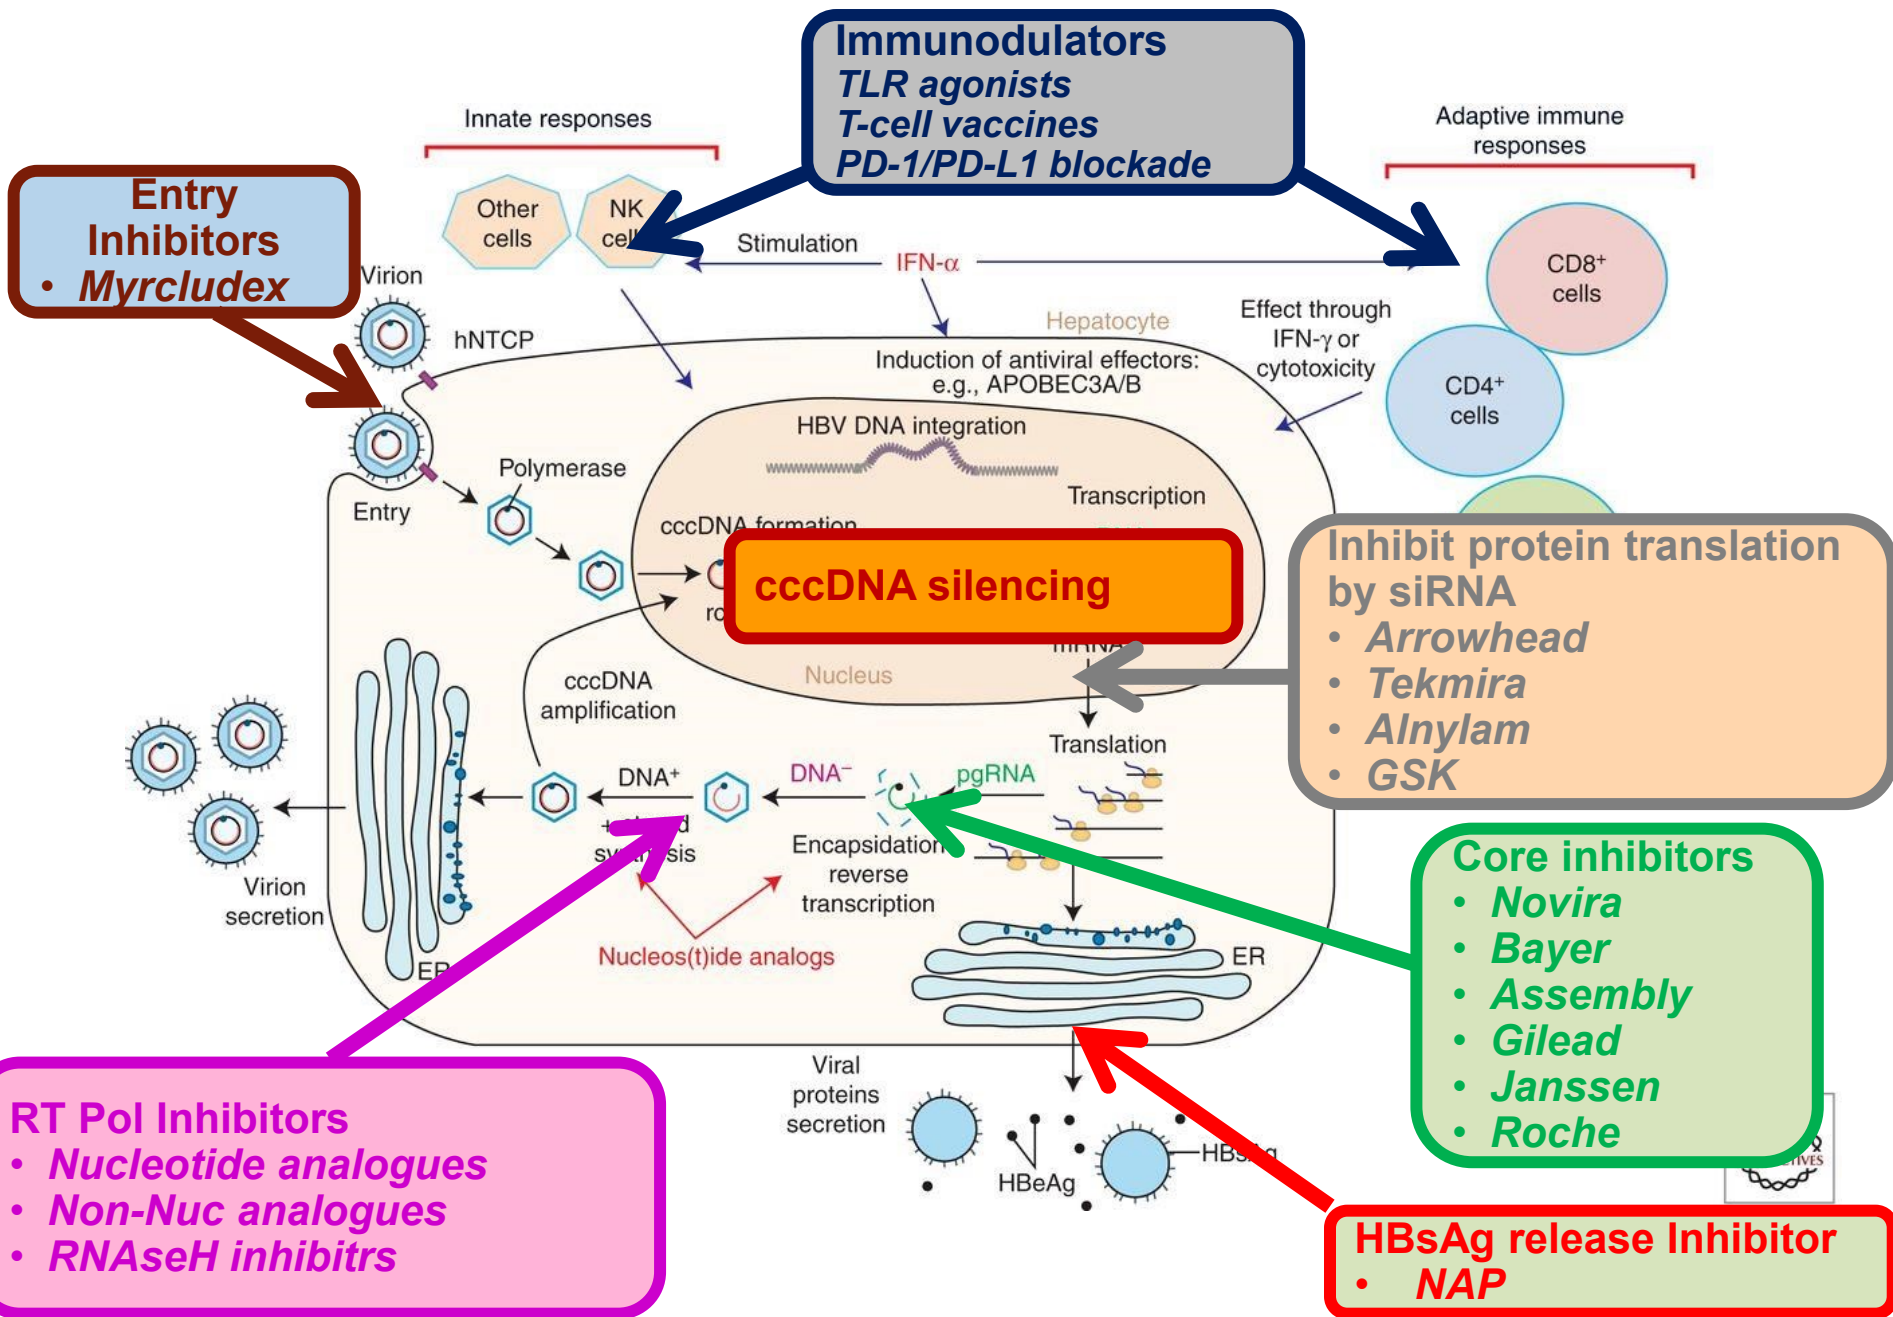 Immunodulators
TLR agonists
T-cell vaccines
PD-1/PD-L1 blockade
Innate responses
Adaptive immune
responses
Entry
Inhibitors
• Myrcludex
Other
cells
NK
Stimulation
IFN-α
CD8⁺
cells
Virion
hNTCP
Hepatocyte
Effect through
IFN-γ or
cytotoxicity
Induction of antiviral effectors:
e.g., APOBEC3A/B
CD4⁺
cells
HBV DNA integration
Polymerase
Entry
Transcription
cccDNA formation
cccDNA silencing
Inhibit protein translation
by siRNA
• Arrowhead
• Tekmira
• Alnylam
• GSK
mRNA
Nucleus
cccDNA
amplification
Translation
DNA⁺
DNA⁻
pgRNA
synthesis
Encapsidation
reverse
transcription
Virion
secretion
Nucleos(t)ide analogs
ER
ER
Core inhibitors
• Novira
• Bayer
• Assembly
• Gilead
• Janssen
• Roche
Viral
proteins
secretion
HBeAg
HBsAg
RT Pol Inhibitors
• Nucleotide analogues
• Non-Nuc analogues
• RNAseH inhibitrs
HBsAg release Inhibitor
• NAP